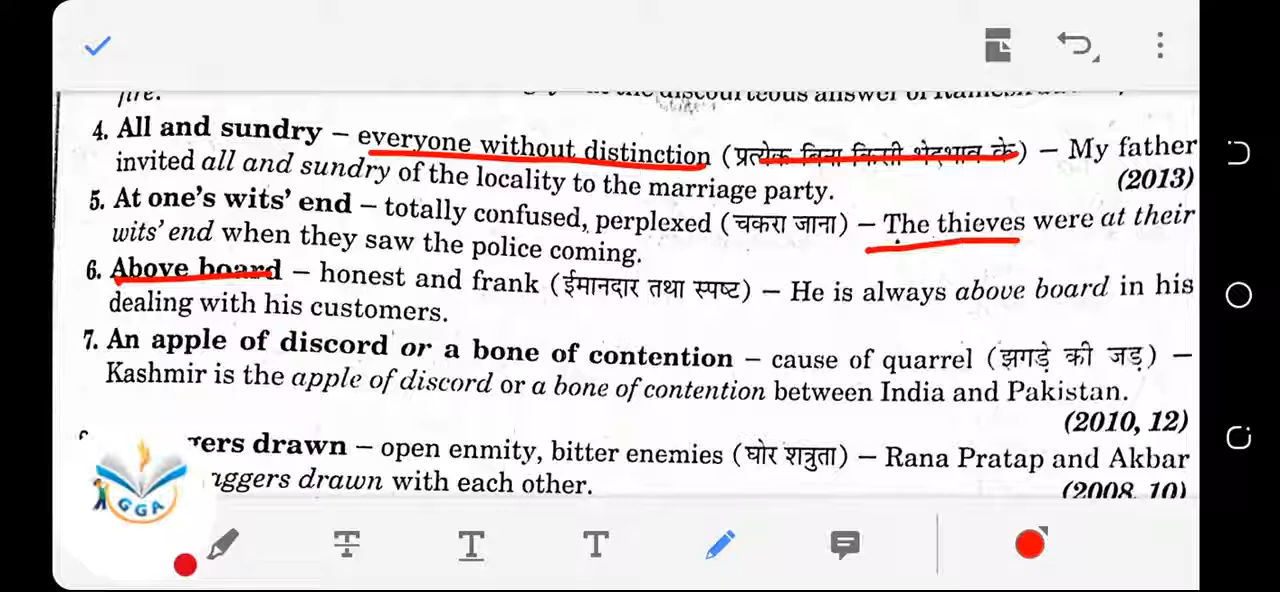 fire.
the discourteous answer of
4. All and sundry – everyone without distinction (प्रत्येक बिना किसी भेदभाव के) – My father
invited all and sundry of the locality to the marriage party. (2013)
5. At one's wits' end – totally confused, perplexed (चकरा जाना) – The thieves were at their
wits' end when they saw the police coming.
6. Above board – honest and frank (ईमानदार तथा स्पष्ट) – He is always above board in his
dealing with his customers.
7. An apple of discord or a bone of contention – cause of quarrel (झगड़े की जड़) –
Kashmir is the apple of discord or a bone of contention between India and Pakistan.
(2010, 12)
gers drawn – open enmity, bitter enemies (घोर शत्रुता) – Rana Pratap and Akbar
aggers drawn with each other. (2008, 10)
GGA
T T T